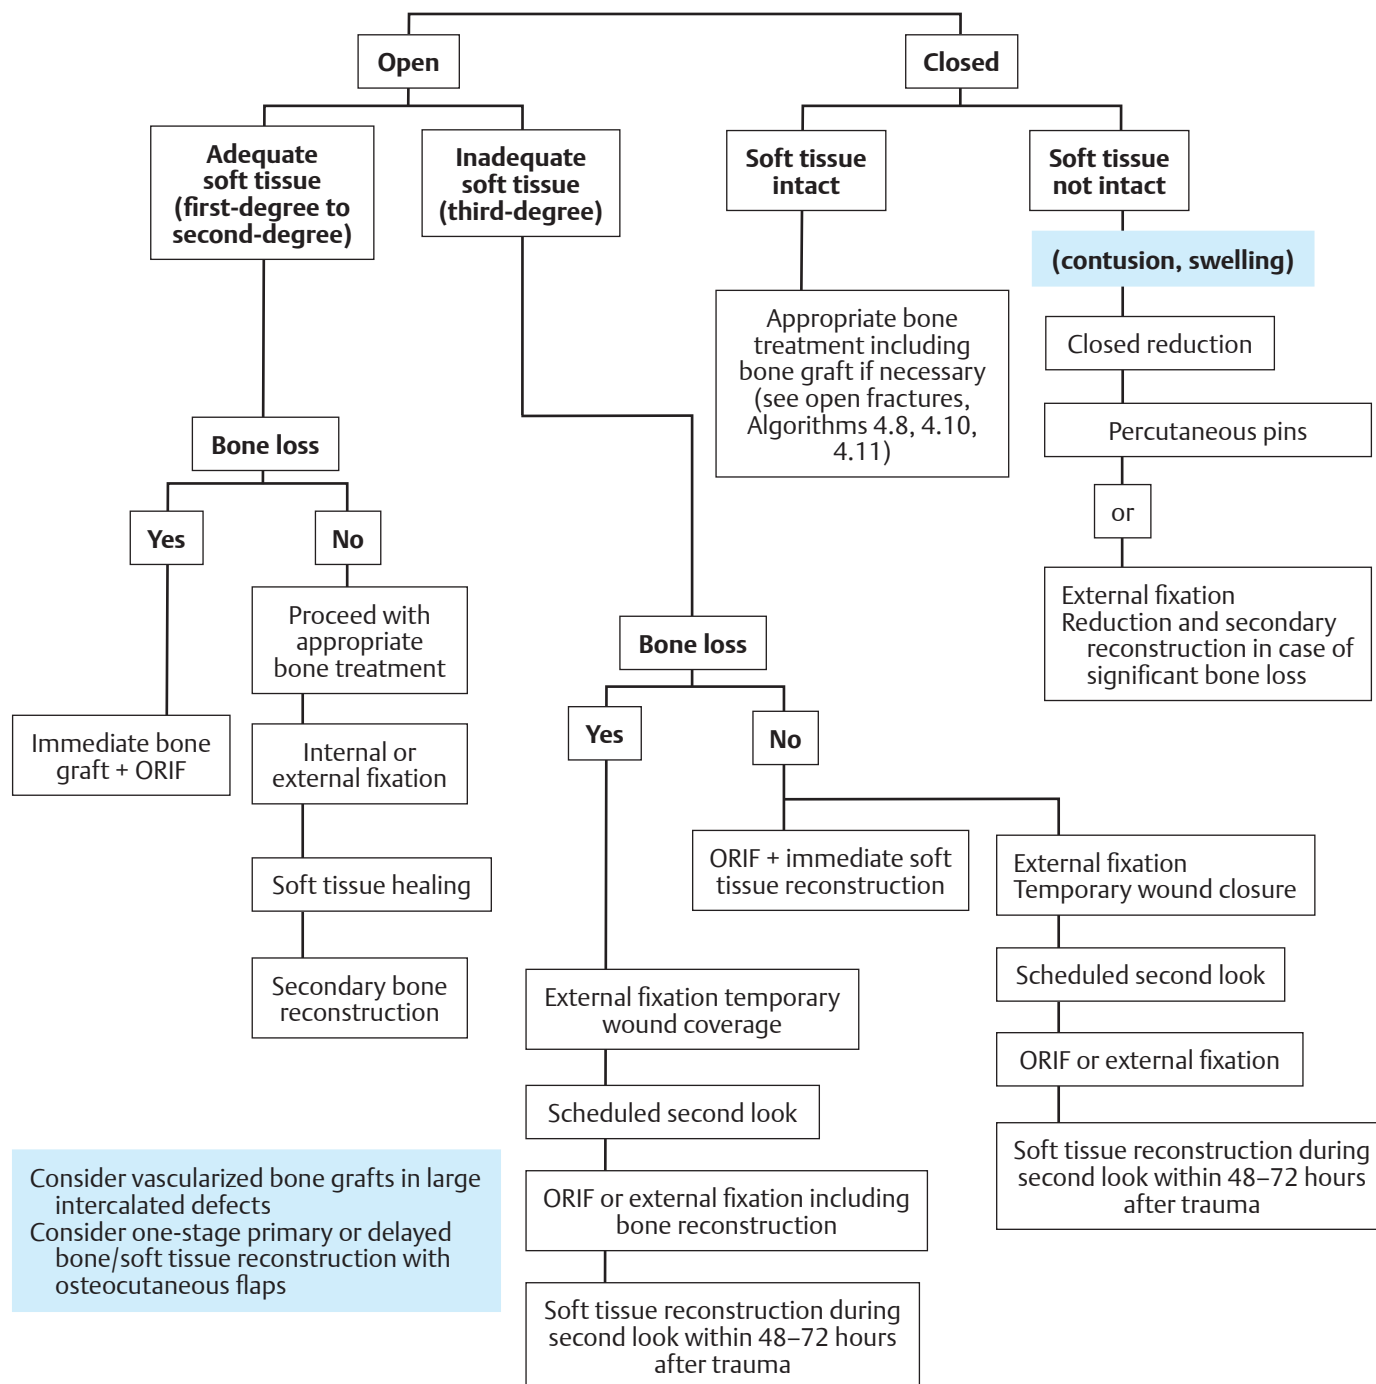 Open
Closed
Adequate
soft tissue
(first-degree to
second-degree)
Inadequate
soft tissue
(third-degree)
Soft tissue
intact
Soft tissue
not intact
(contusion, swelling)
Appropriate bone
treatment including
bone graft if necessary
(see open fractures,
Algorithms 4.8, 4.10,
4.11)
Closed reduction
Percutaneous pins
or
External fixation
Reduction and secondary
reconstruction in case of
significant bone loss
Bone loss
Yes
No
Immediate bone
graft + ORIF
Proceed with
appropriate
bone treatment
Internal or
external fixation
Soft tissue healing
Secondary bone
reconstruction
Bone loss
Yes
No
ORIF + immediate soft
tissue reconstruction
External fixation
Temporary wound closure
Scheduled second look
ORIF or external fixation
Soft tissue reconstruction during
second look within 48–72 hours
after trauma
External fixation temporary
wound coverage
Scheduled second look
ORIF or external fixation including
bone reconstruction
Soft tissue reconstruction during
second look within 48–72 hours
after trauma
Consider vascularized bone grafts in large
intercalated defects
Consider one-stage primary or delayed
bone/soft tissue reconstruction with
osteocutaneous flaps